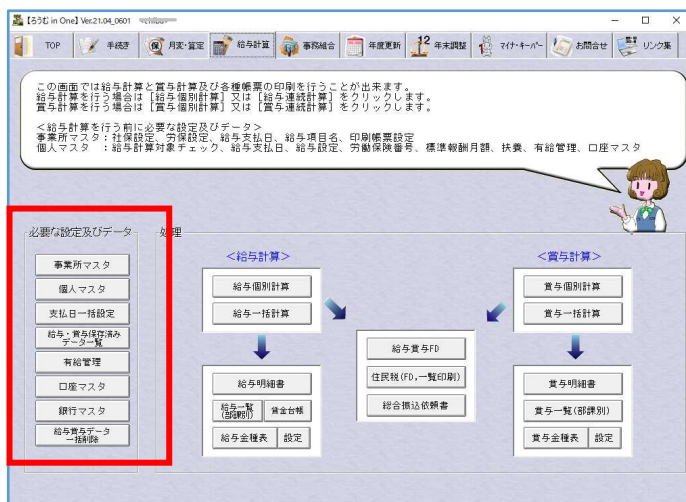 【ろうむ in One】 Ver.21.04_0601
TOP
手続き
月変・算定
給与計算
事務組合
年度更新
年末調整
マイナ・キーパー
お問合せ
リンク集
この画面では給与計算と賞与計算及び各種帳票の印刷を行うことが出来ます。
給与計算を行う場合は［給与個別計算］又は［給与連続計算］をクリックします。
賞与計算を行う場合は［賞与個別計算］又は［賞与連続計算］をクリックします。
＜給与計算を行う前に必要な設定及びデータ＞
事業所マスタ：社保設定、労保設定、給与支払日、給与項目名、印刷帳票設定
個人マスタ　：給与計算対象チェック、給与支払日、給与設定、労働保険番号、標準報酬月額、扶養、有給管理、口座マスタ
必要な設定及びデータ
事業所マスタ
個人マスタ
支払日一括設定
給与・賞与保存済み
データ一覧
有給管理
口座マスタ
銀行マスタ
給与賞与データ
一括削除
処理
＜給与計算＞
給与個別計算
給与一括計算
給与明細書
給与一覧
(部課別)
賃金台帳
給与金種表
設定
給与賞与FD
住民税(FD,一覧印刷)
総合振込依頼書
＜賞与計算＞
賞与個別計算
賞与一括計算
賞与明細書
賞与一覧(部課別)
賞与金種表
設定